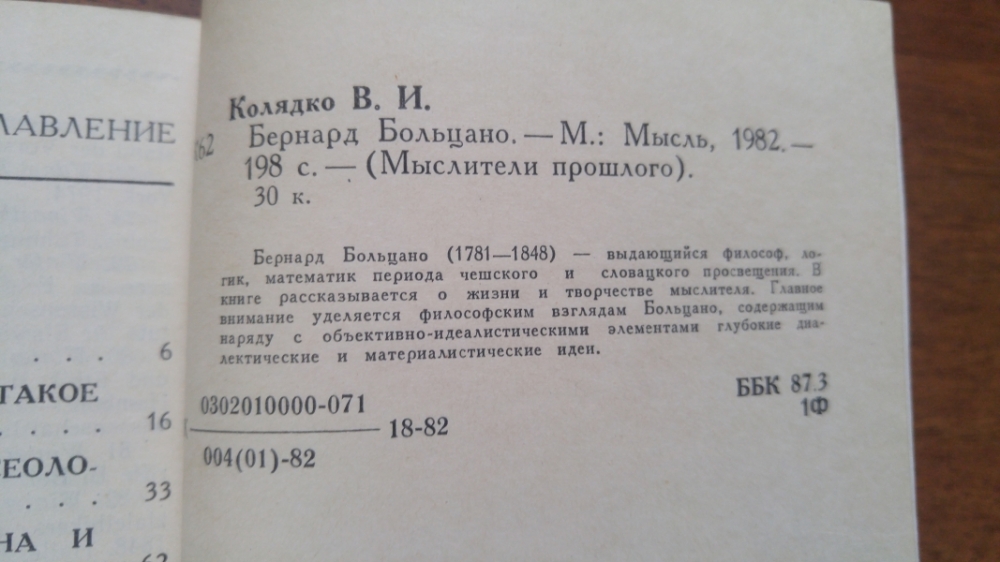 ЛАВЛЕНИЕ
6
ТАКОЕ
16
ЕОЛО-
33
НА И
Колядко В. И.
Бернард Больцано. — М.: Мысль, 1982. —
198 с. — (Мыслители прошлого).
30 к.
Бернард Больцано (1781—1848) — выдающийся философ, ло-
гик, математик периода чешского и словацкого просвещения. В
книге рассказывается о жизни и творчестве мыслителя. Главное
внимание уделяется философским взглядам Больцано, содержащим
наряду с объективно-идеалистическими элементами глубокие диа-
лектические и материалистические идеи.
0302010000-071
18-82
004(01)-82
ББК 87.3
1Ф